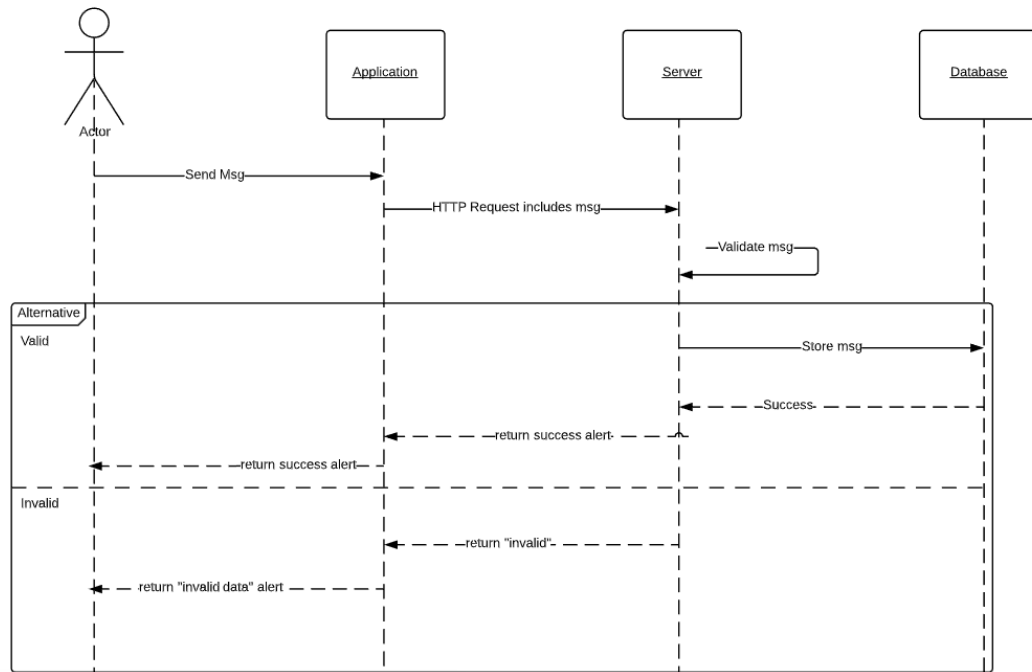 Application
Server
Database
Actor
Send Msg
HTTP Request includes msg
Validate msg
Alternative
Valid
Store msg
Success
return success alert
return success alert
Invalid
return "invalid"
return "invalid data" alert